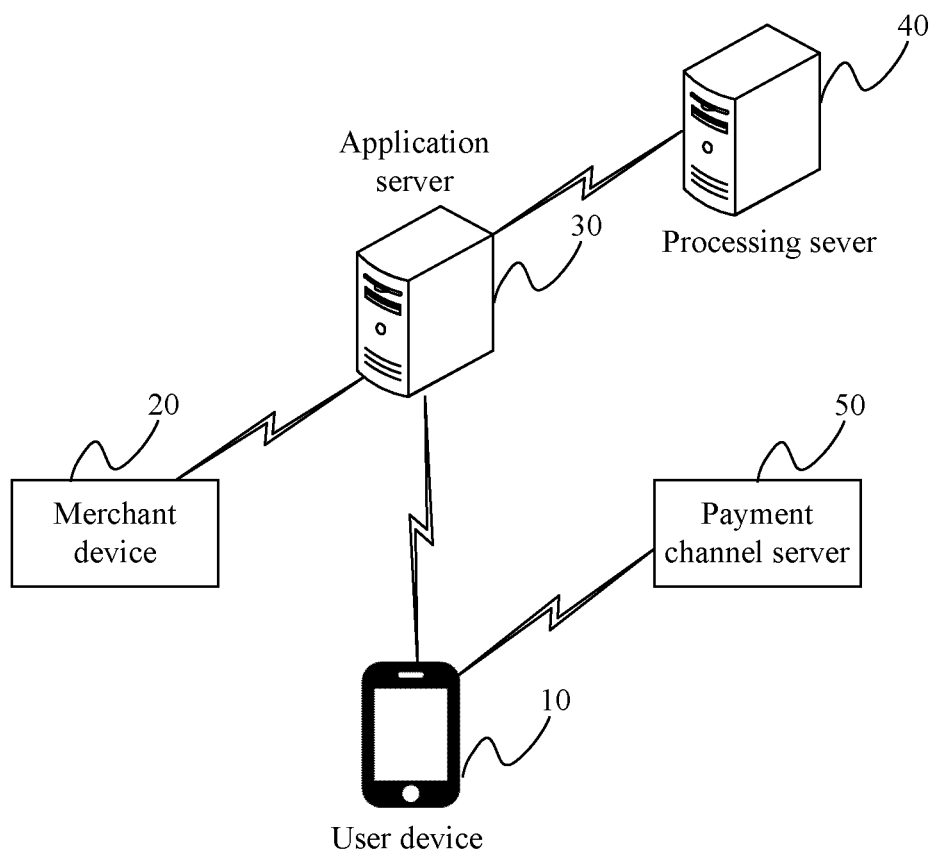 40
Application
server
30
Processing sever
20
Merchant
device
50
Payment
channel server
10
User device